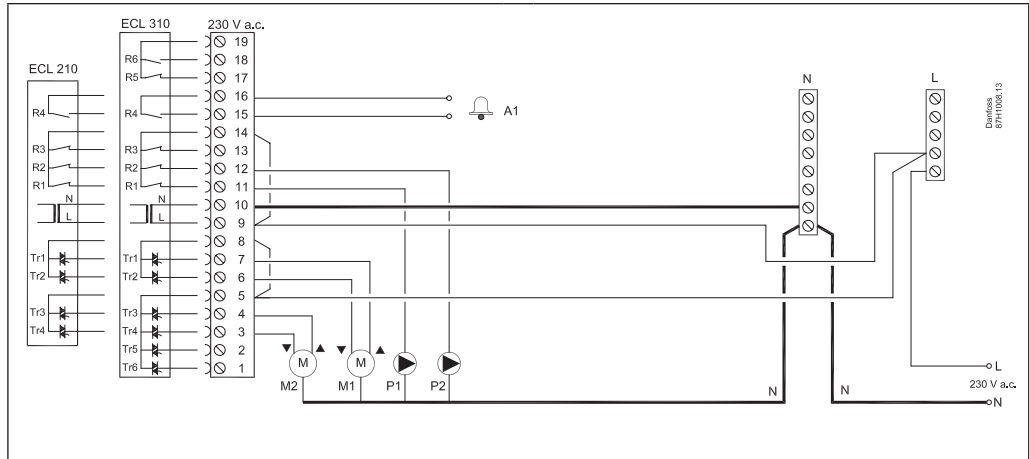 ECL 310
230 V a.c.
ECL 210
19
R6 18
R5 17
16
R4 R4 15
A1
14
R3 R3 13
R2 R2 12
R1 R1 11
N N 10
L L 9
8
Tr1 Tr1 7
Tr2 Tr2 6
5
Tr3 Tr3 4
Tr4 Tr4 3
Tr5 2
Tr6 1
N
L
Danfoss
87H1008.13
M M
M2 M1 P1 P2
N N
L
230 V a.c.
N